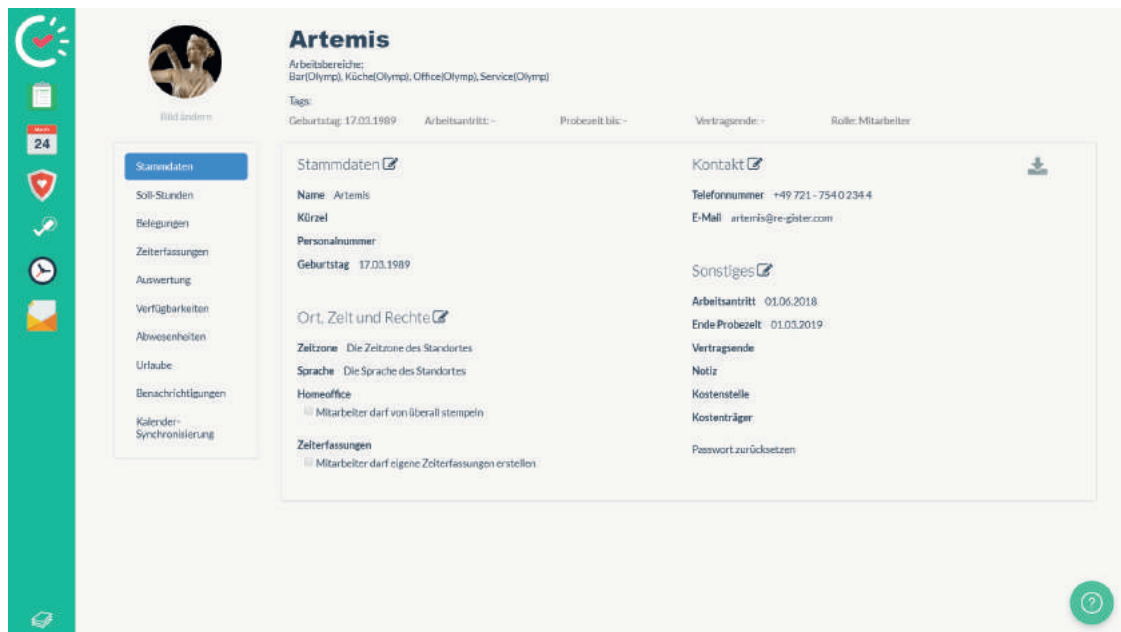 Artemis
Arbeitsbereiche:
Bar(Olymp), Küche(Olymp), Office(Olymp), Service(Olymp)
Tags:
Bild ändern
Geburtstag: 17.03.1989 Arbeitsantritt: - Probezeit bis: - Vertragsende: - Rolle: Mitarbeiter
24
Stammdaten
Soll-Stunden
Belegungen
Zeiterfassungen
Auswertung
Verfügbarkeiten
Abwesenheiten
Urlaube
Benachrichtigungen
Kalender-
Synchronisierung
Stammdaten
Name Artemis
Kürzel
Personalnummer
Geburtstag 17.03.1989
Ort, Zeit und Rechte
Zeitzone Die Zeitzone des Standortes
Sprache Die Sprache des Standortes
Homeoffice
Mitarbeiter darf von überall stempeln
Zeiterfassungen
Mitarbeiter darf eigene Zeiterfassungen erstellen
Kontakt
Telefonnummer +49 721 - 754 0 234 4
E-Mail artemis@re-gister.com
Sonstiges
Arbeitsantritt 01.06.2018
Ende Probezeit 01.03.2019
Vertragsende
Notiz
Kostenstelle
Kostenträger
Passwort zurücksetzen
?